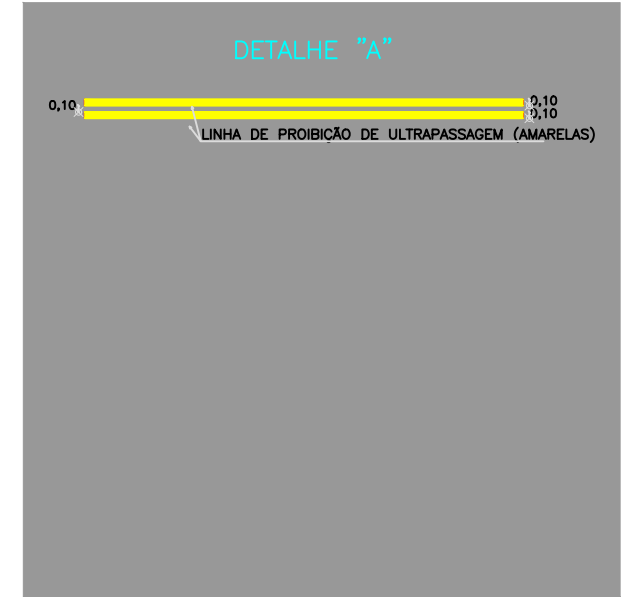 DETALHE "A"
0,10
0,10
0,10
LINHA DE PROIBIÇÃO DE ULTRAPASSAGEM (AMARELAS)